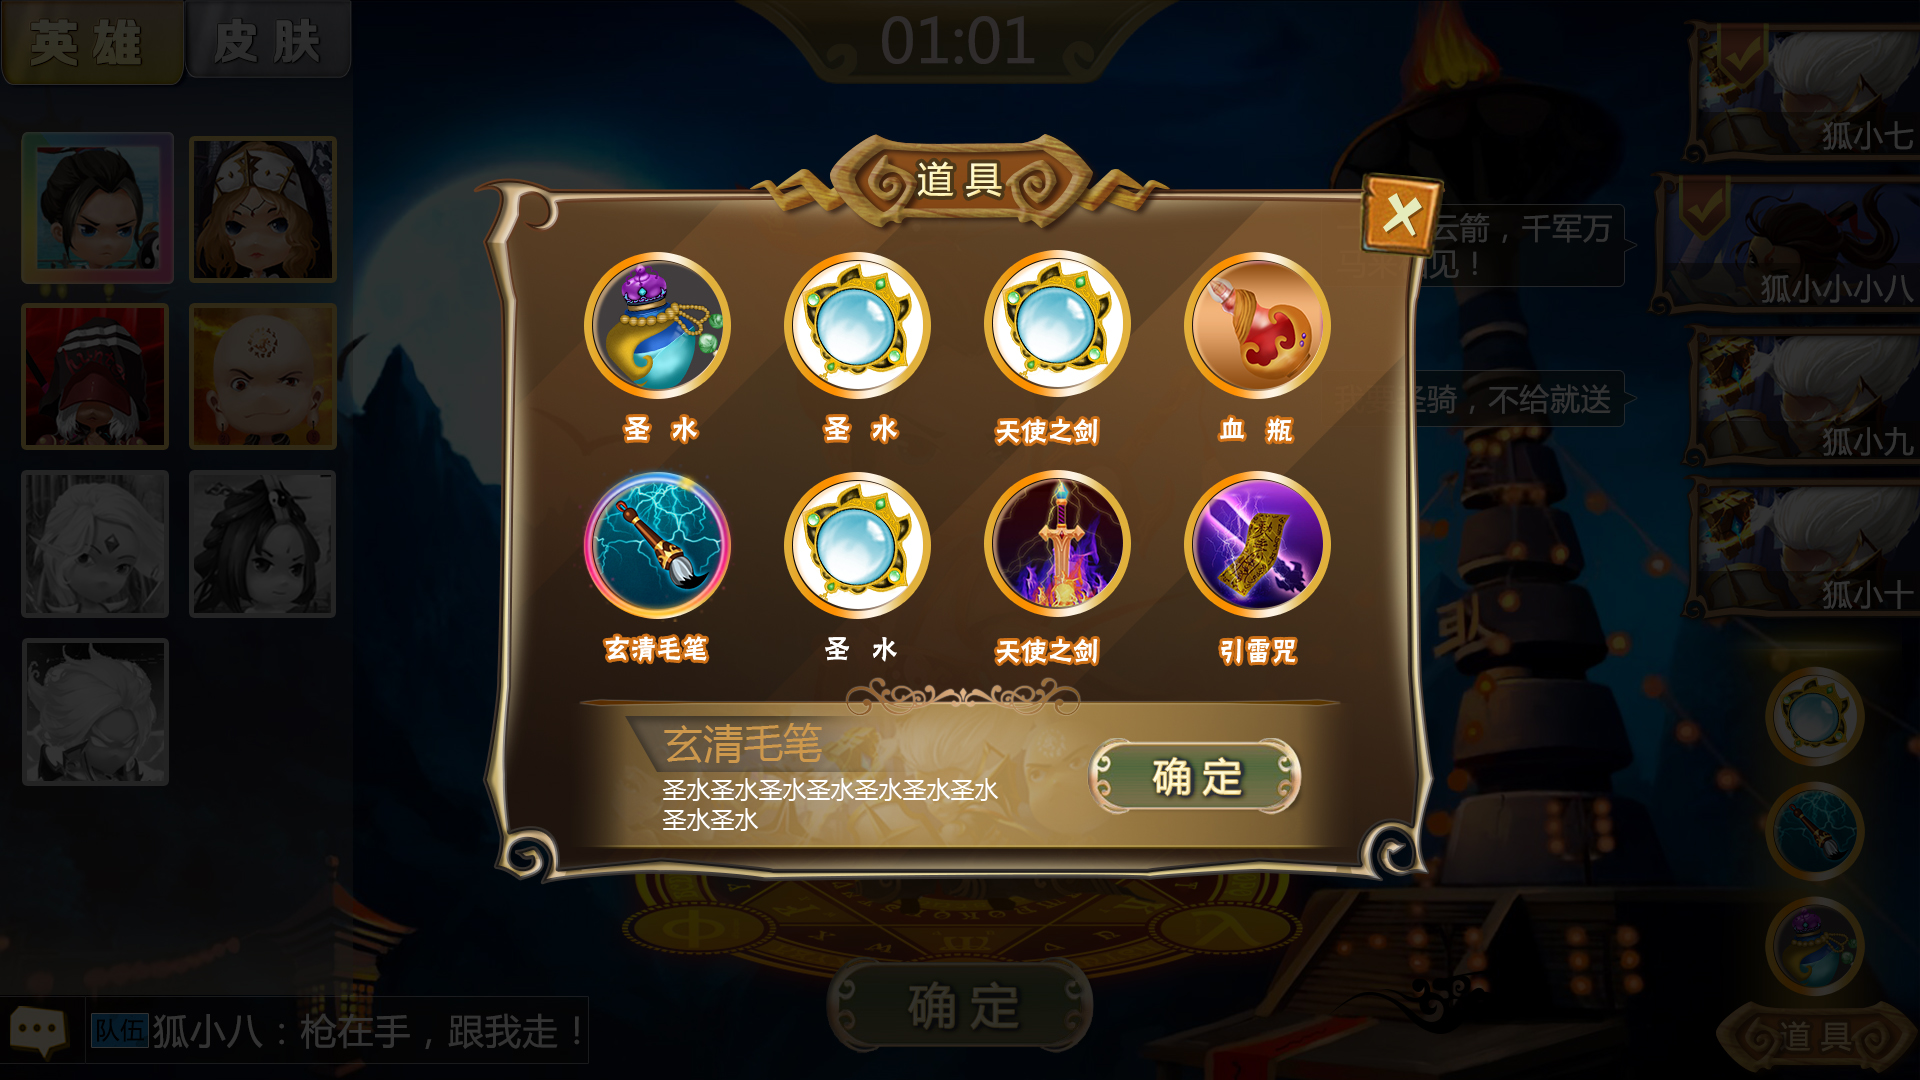 英雄
皮肤
01:01
道具
圣水
圣水
天使之剑
血瓶
玄清毛笔
圣水
天使之剑
引雷咒
玄清毛笔
圣水圣水圣水圣水圣水圣水圣水
圣水圣水
确定
云箭，千军万
见！
圣骑，不给就送
狐小七
狐小小小八
狐小九
狐小十
道具
确定
队伍 狐小八：枪在手，跟我走！